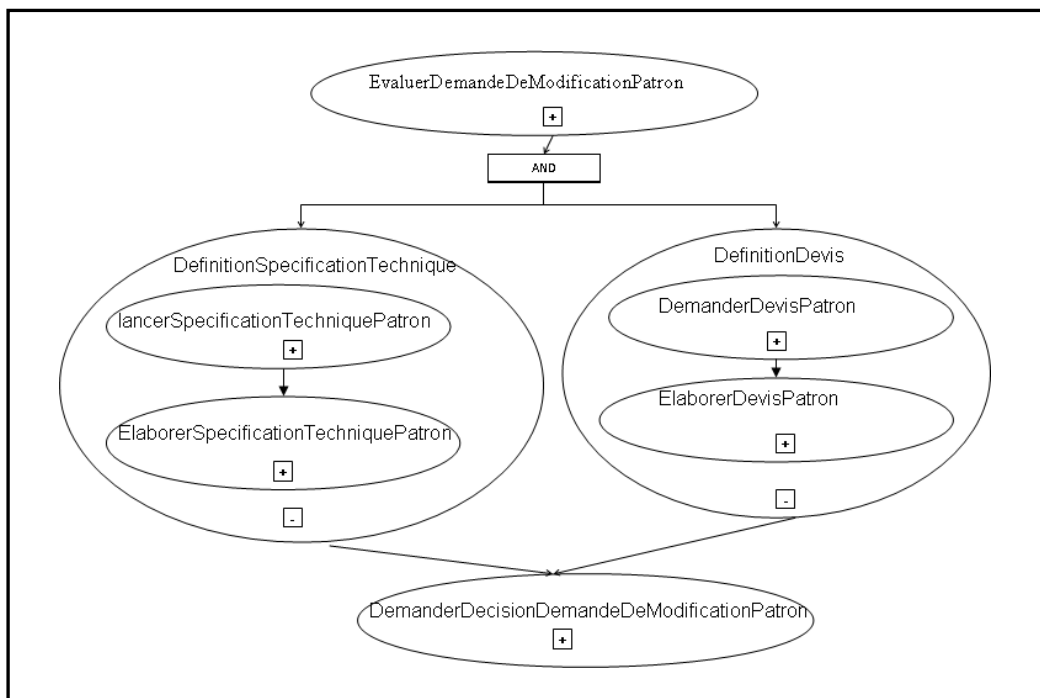 EvaluerDemandeDeModificationPatron
+
AND
DefinitionSpecificationTechnique
lancerSpecificationTechniquePatron
+
ElaborerSpecificationTechniquePatron
+
-
DefinitionDevis
DemanderDevisPatron
+
ElaborerDevisPatron
+
-
DemanderDecisionDemandeDeModificationPatron
+